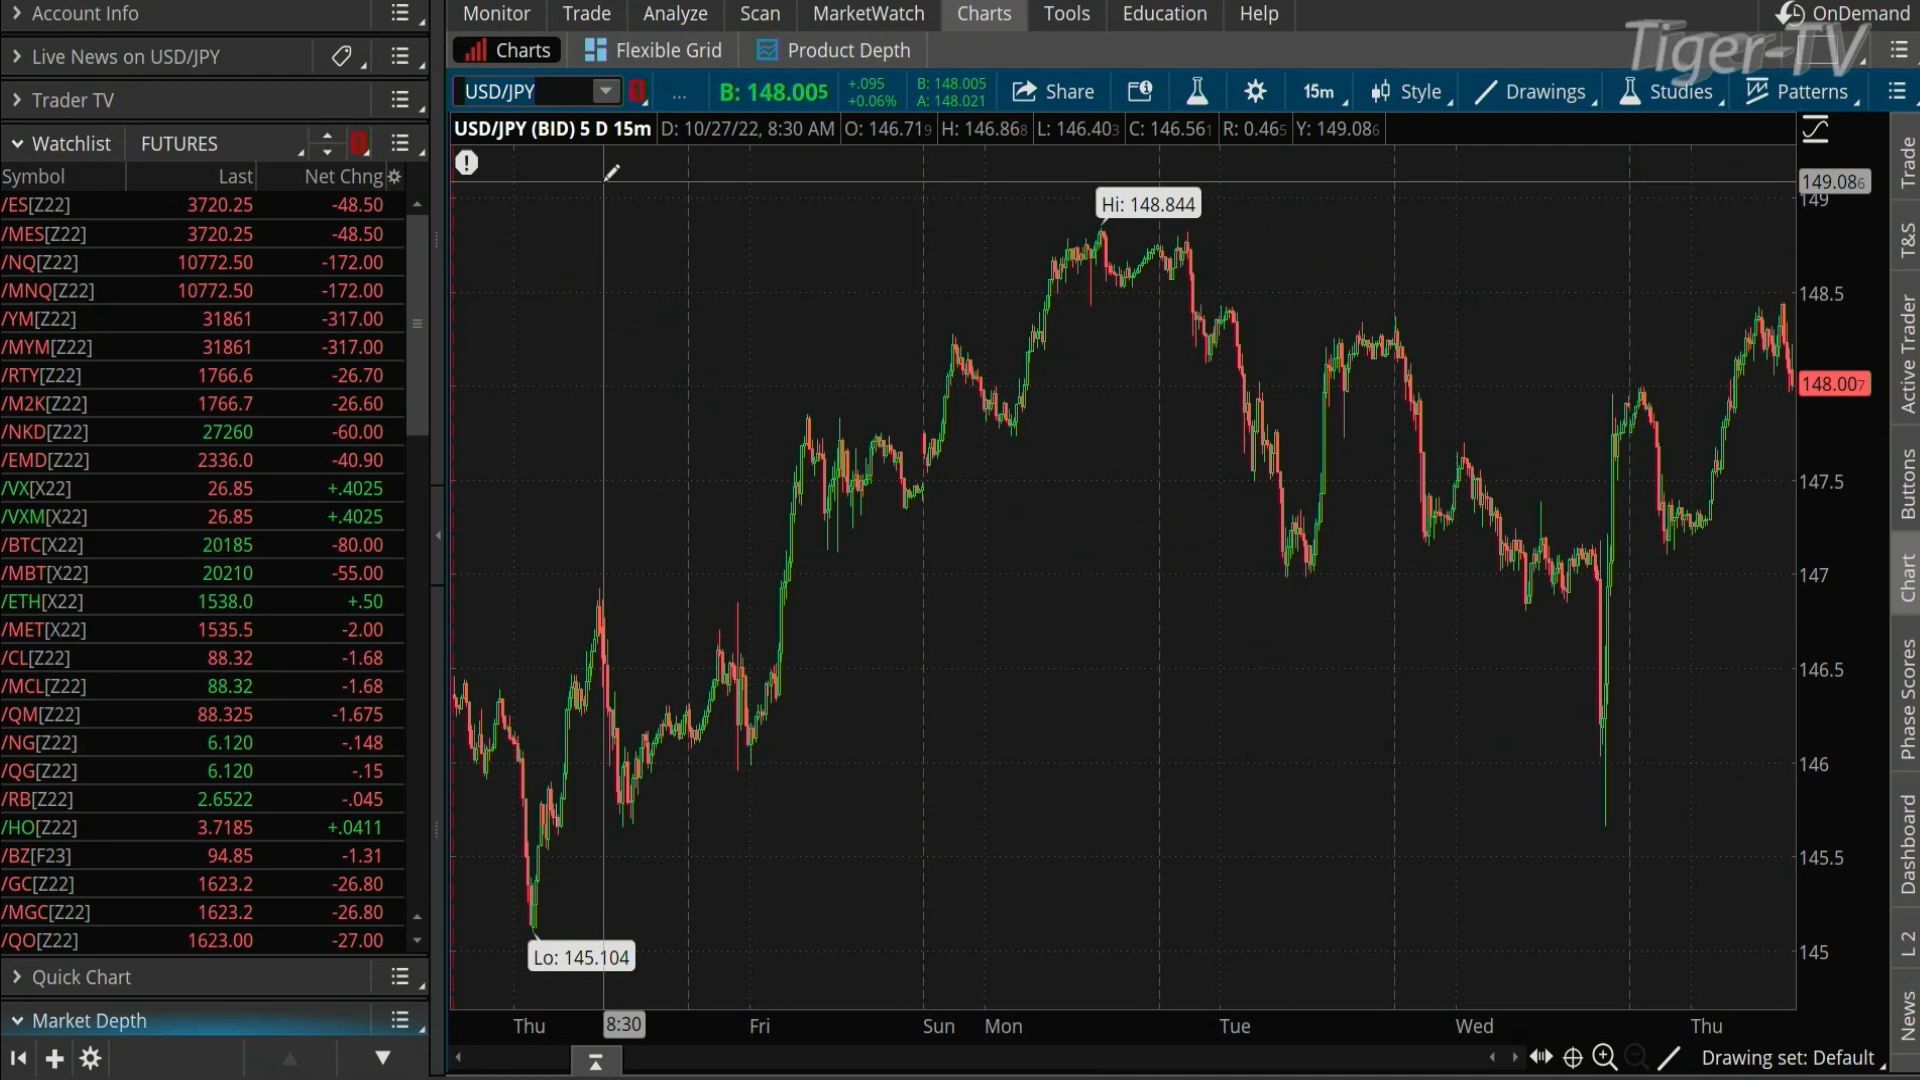 Account Info
Monitor Trade Analyze Scan MarketWatch Charts Tools Education Help OnDemand
Tiger-TV
Live News on USD/JPY
Charts Flexible Grid Product Depth
Trader TV
USD/JPY ... B: 148.005 +.095 +0.06% B: 148.005 A: 148.021 Share 15m Style Drawings Studies Patterns
Watchlist FUTURES
USD/JPY (BID) 5 D 15m D: 10/27/22, 8:30 AM O: 146.719 H: 146.868 L: 146.403 C: 146.561 R: 0.465 Y: 149.086
Symbol Last Net Chng
/ES[Z22] 3720.25 -48.50
/MES[Z22] 3720.25 -48.50
/NQ[Z22] 10772.50 -172.00
/MNQ[Z22] 10772.50 -172.00
/YM[Z22] 31861 -317.00
/MYM[Z22] 31861 -317.00
/RTY[Z22] 1766.6 -26.70
/M2K[Z22] 1766.7 -26.60
/NKD[Z22] 27260 -60.00
/EMD[Z22] 2336.0 -40.90
/VX[X22] 26.85 +.4025
/VXM[X22] 26.85 +.4025
/BTC[X22] 20185 -80.00
/MBT[X22] 20210 -55.00
/ETH[X22] 1538.0 +.50
/MET[X22] 1535.5 -2.00
/CL[Z22] 88.32 -1.68
/MCL[Z22] 88.32 -1.68
/QM[Z22] 88.325 -1.675
/NG[Z22] 6.120 -.148
/QG[Z22] 6.120 -.15
/RB[Z22] 2.6522 -.045
/HO[Z22] 3.7185 +.0411
/BZ[F23] 94.85 -1.31
/GC[Z22] 1623.2 -26.80
/MGC[Z22] 1623.2 -26.80
/QO[Z22] 1623.00 -27.00
Quick Chart
Market Depth
Hi: 148.844
Lo: 145.104
149.086
149
148.5
148.007
147.5
147
146.5
146
145.5
145
Thu 8:30 Fri Sun Mon Tue Wed Thu
Drawing set: Default
Trade
T&S
Active Trader
Buttons
Chart
Phase Scores
Dashboard
L 2
News